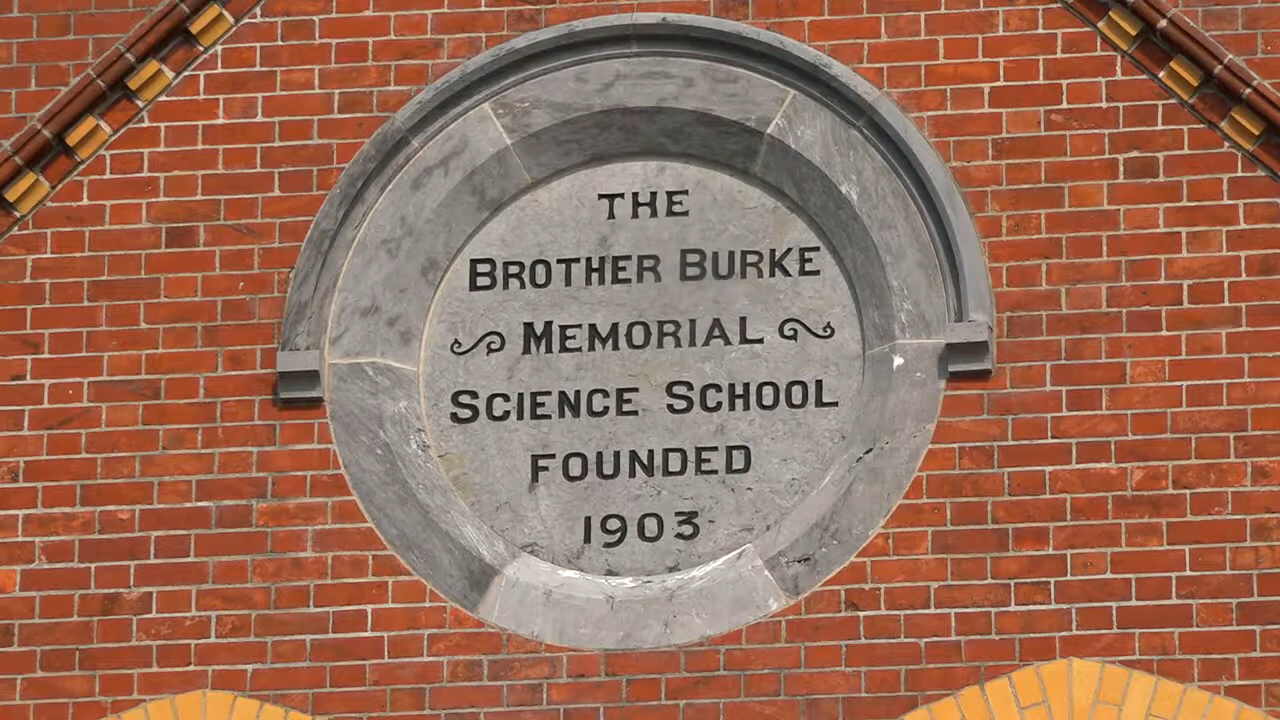 THE
BROTHER BURKE
MEMORIAL
SCIENCE SCHOOL
FOUNDED
1903